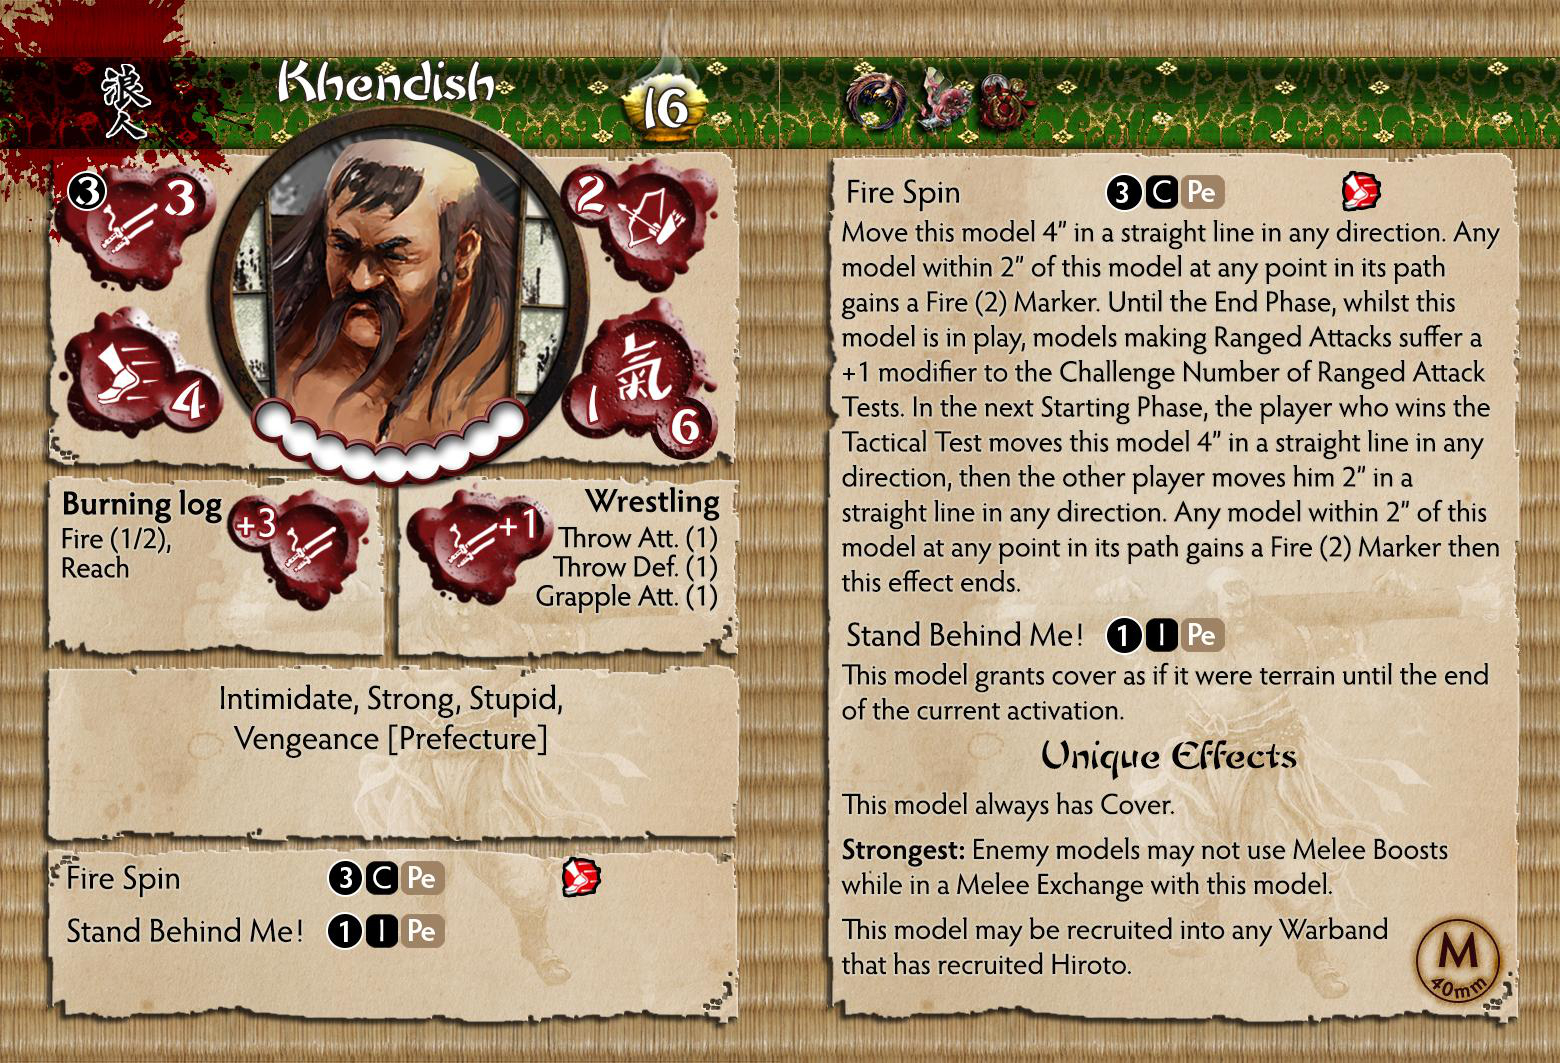 浪人
Khendish
16
3 3
2
4
氣
1 6
Burning log
+3
Fire (1/2),
Reach
+1
Wrestling
Throw Att. (1)
Throw Def. (1)
Grapple Att. (1)
Intimidate, Strong, Stupid,
Vengeance [Prefecture]
Fire Spin 3 C Pe
Stand Behind Me! 1 I Pe
Fire Spin 3 C Pe
Move this model 4” in a straight line in any direction. Any
model within 2” of this model at any point in its path
gains a Fire (2) Marker. Until the End Phase, whilst this
model is in play, models making Ranged Attacks suffer a
+1 modifier to the Challenge Number of Ranged Attack
Tests. In the next Starting Phase, the player who wins the
Tactical Test moves this model 4” in a straight line in any
direction, then the other player moves him 2” in a
straight line in any direction. Any model within 2” of this
model at any point in its path gains a Fire (2) Marker then
this effect ends.
Stand Behind Me! 1 I Pe
This model grants cover as if it were terrain until the end
of the current activation.
Unique Effects
This model always has Cover.
Strongest: Enemy models may not use Melee Boosts
while in a Melee Exchange with this model.
This model may be recruited into any Warband
that has recruited Hiroto.
M
40mm